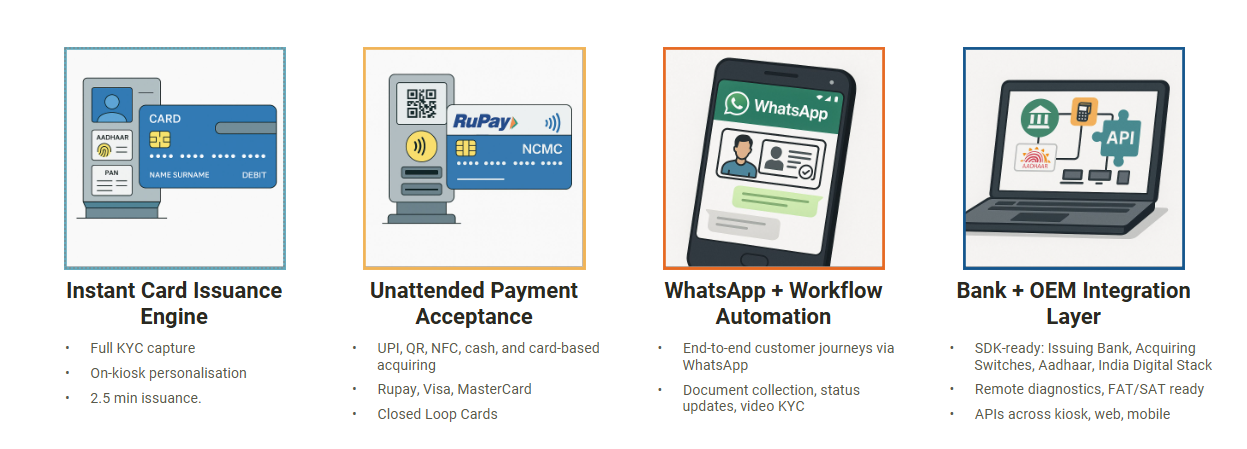 CARD
AADHAAR
PAN
NAME SURNAME
DEBIT
RuPay
NCMC
WhatsApp
API
AADHAAR
Instant Card Issuance
Engine
• Full KYC capture
• On-kiosk personalisation
• 2.5 min issuance.
Unattended Payment
Acceptance
• UPI, QR, NFC, cash, and card-based
acquiring
• Rupay, Visa, MasterCard
• Closed Loop Cards
WhatsApp + Workflow
Automation
• End-to-end customer journeys via
WhatsApp
• Document collection, status
updates, video KYC
Bank + OEM Integration
Layer
• SDK-ready: Issuing Bank, Acquiring
Switches, Aadhaar, India Digital Stack
• Remote diagnostics, FAT/SAT ready
• APIs across kiosk, web, mobile